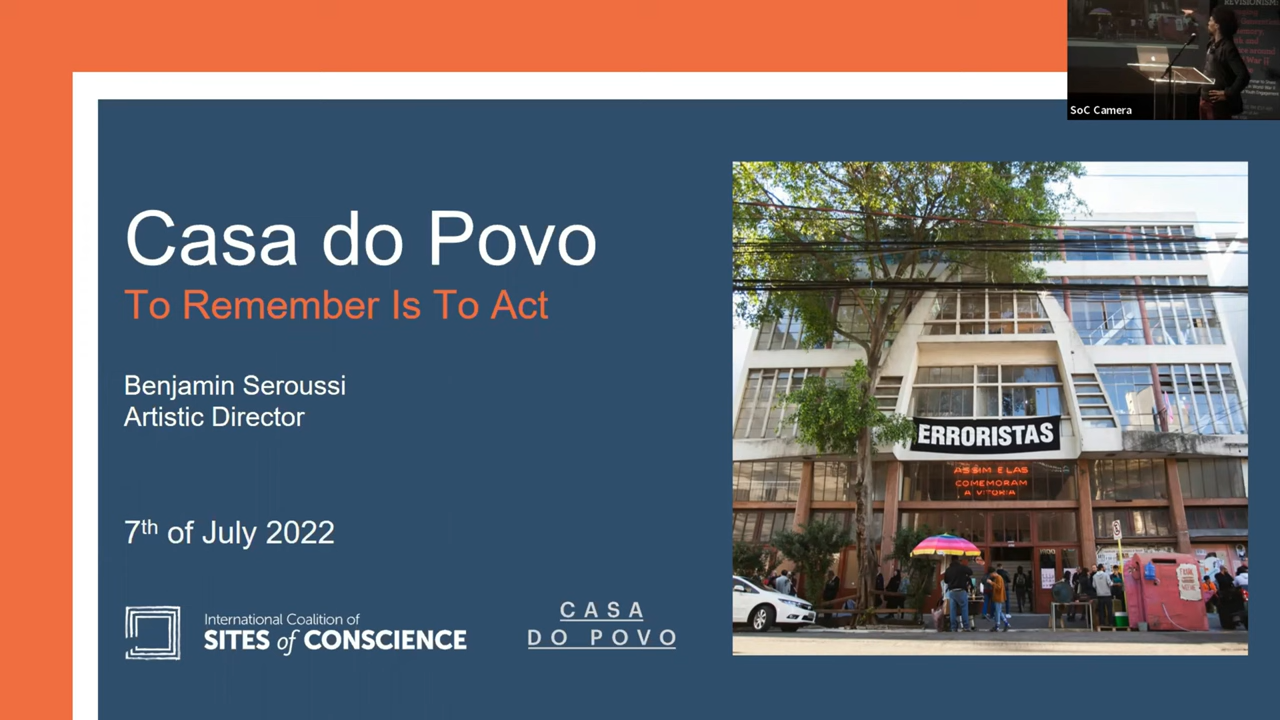 REVISIONISM:
SoC Camera
Casa do Povo
To Remember Is To Act
Benjamin Seroussi
Artistic Director
7th of July 2022
International Coalition of
SITES of CONSCIENCE
CASA
DO POVO
ERRORISTAS
ASSIM ELAS
COMEMORAM
A VITÓRIA